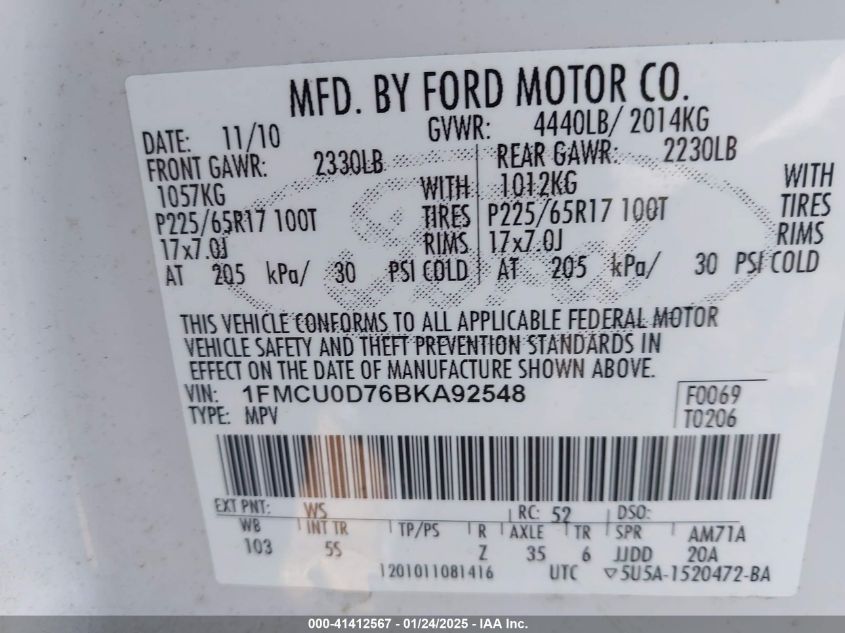 MFD. BY FORD MOTOR CO.
DATE: 11/10 GVWR: 4440LB/ 2014KG
FRONT GAWR: 2330LB REAR GAWR: 2230LB
1057KG WITH 1012KG WITH
P225/65R17 100T TIRES P225/65R17 100T TIRES
17x7.0J RIMS 17x7.0J RIMS
AT 205 kPa/ 30 PSI COLD AT 205 kPa/ 30 PSI COLD
THIS VEHICLE CONFORMS TO ALL APPLICABLE FEDERAL MOTOR
VEHICLE SAFETY AND THEFT PREVENTION STANDARDS IN
EFFECT ON THE DATE OF MANUFACTURE SHOWN ABOVE.
VIN: 1FMCU0D76BKA92548 F0069
TYPE: MPV T0206
EXT PNT: WS RC: 52 DSO:
WB INT TR TP/PS R AXLE TR SPR AM71A
103 55 Z 35 6 JJDD 20A
1201011081416 UTC ▽5U5A-1520472-BA
000-41412567 - 01/24/2025 - IAA Inc.